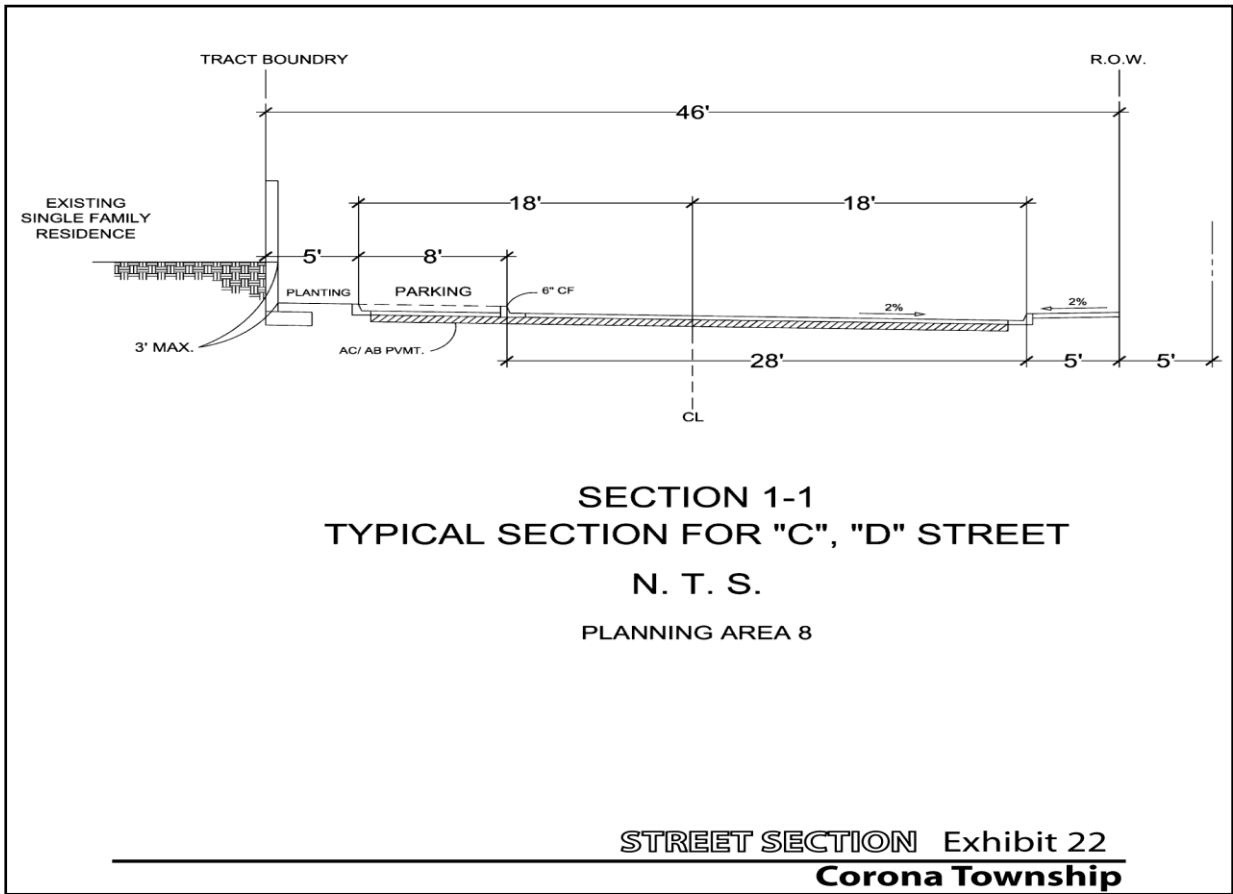 TRACT BOUNDRY
R.O.W.
46'
EXISTING
SINGLE FAMILY
RESIDENCE
18'
18'
5'
8'
PLANTING
PARKING
6" CF
2%
2%
3' MAX.
AC/ AB PVMT.
28'
5'
5'
CL
SECTION 1-1
TYPICAL SECTION FOR "C", "D" STREET
N. T. S.
PLANNING AREA 8
STREET SECTION Exhibit 22
Corona Township